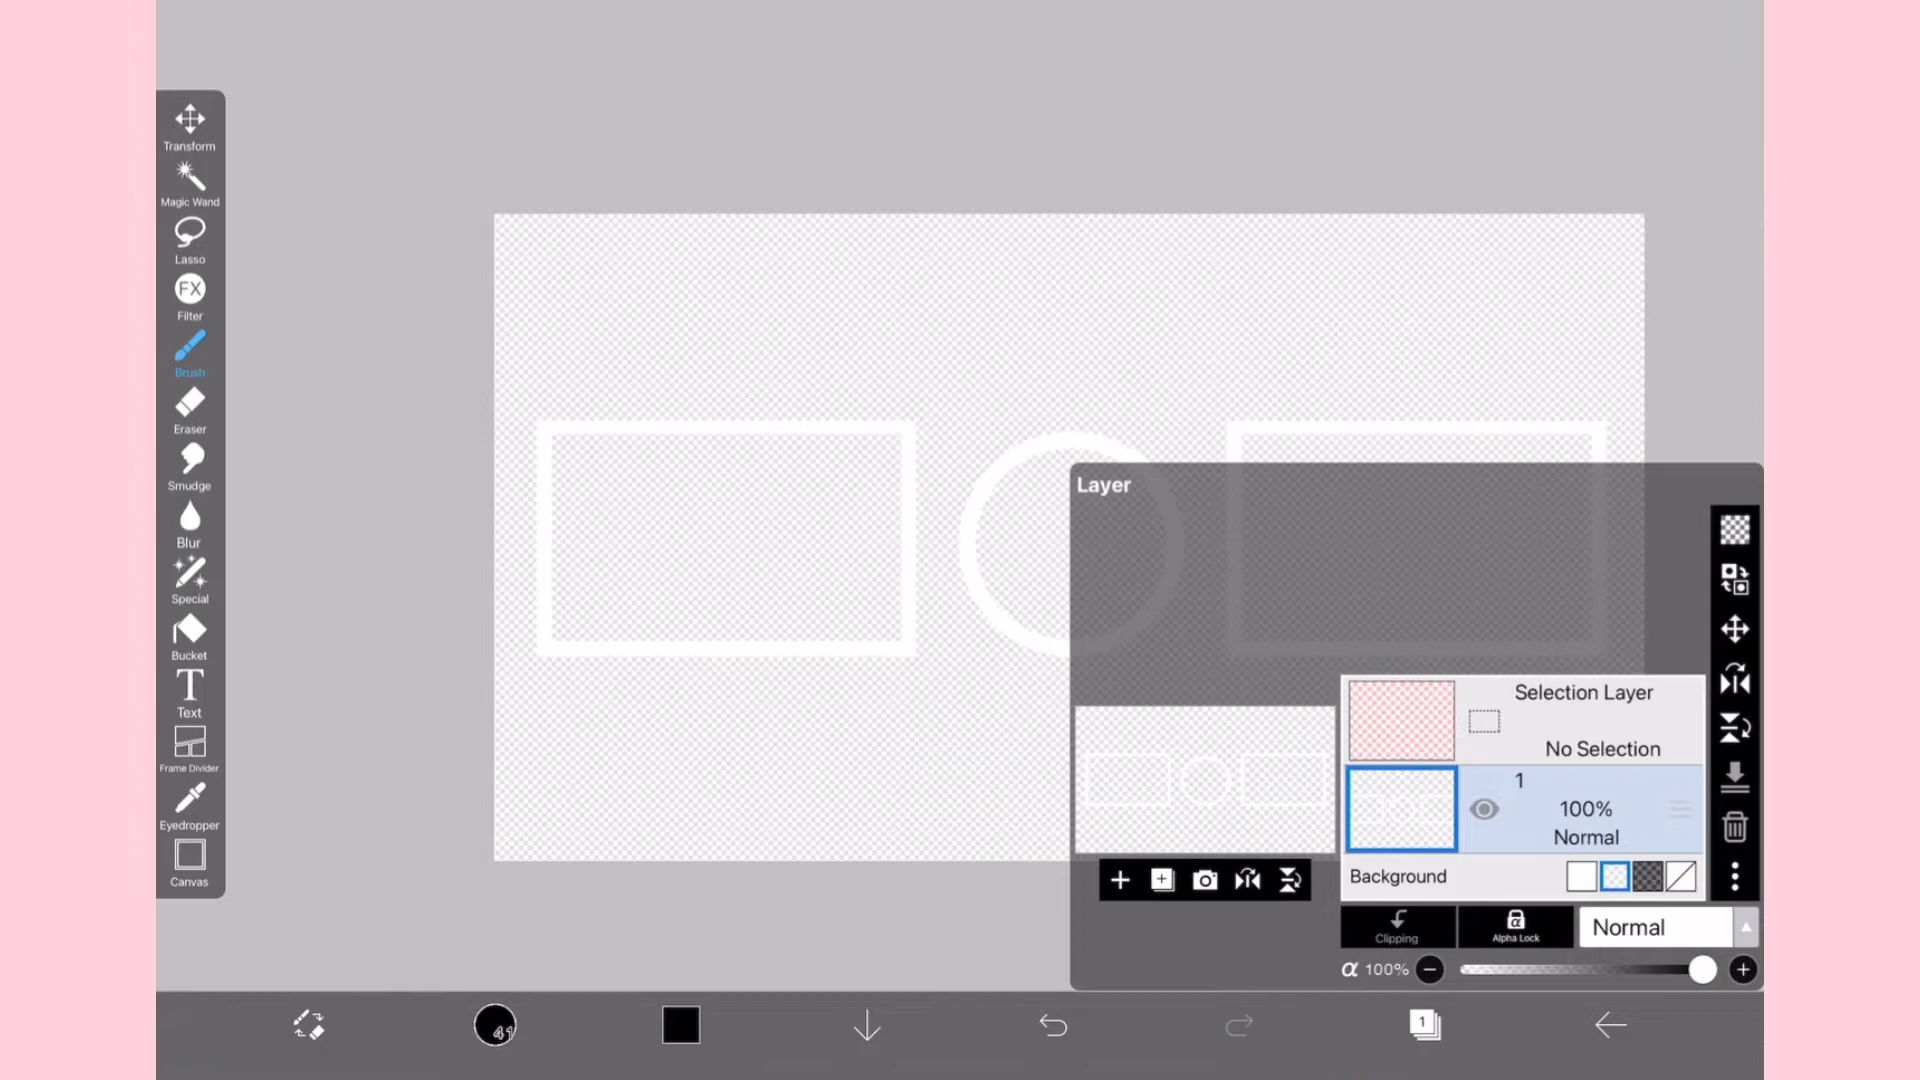 Transform
Magic Wand
Lasso
FX
Filter
Brush
Eraser
Smudge
Blur
Special
Bucket
T
Text
Frame Divider
Eyedropper
Canvas
Layer
Selection Layer
No Selection
1
100%
Normal
Background
Clipping
α
Alpha Lock
Normal
α 100%
41
1